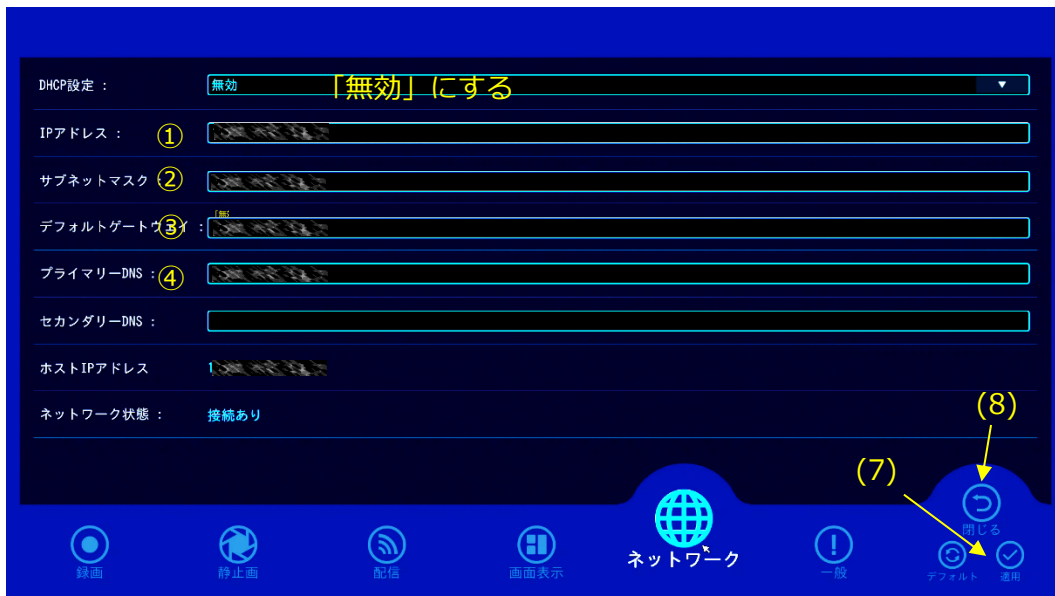 DHCP設定 : 無効 「無効」にする
IPアドレス : ①
サブネットマスク ②
デフォルトゲートウェイ : ③
プライマリーDNS : ④
セカンダリーDNS :
ホストIPアドレス 1
ネットワーク状態 : 接続あり
(8)
(7)
閉じる
録画 静止画 配信 画面表示 ネットワーク 一般 デフォルト 適用